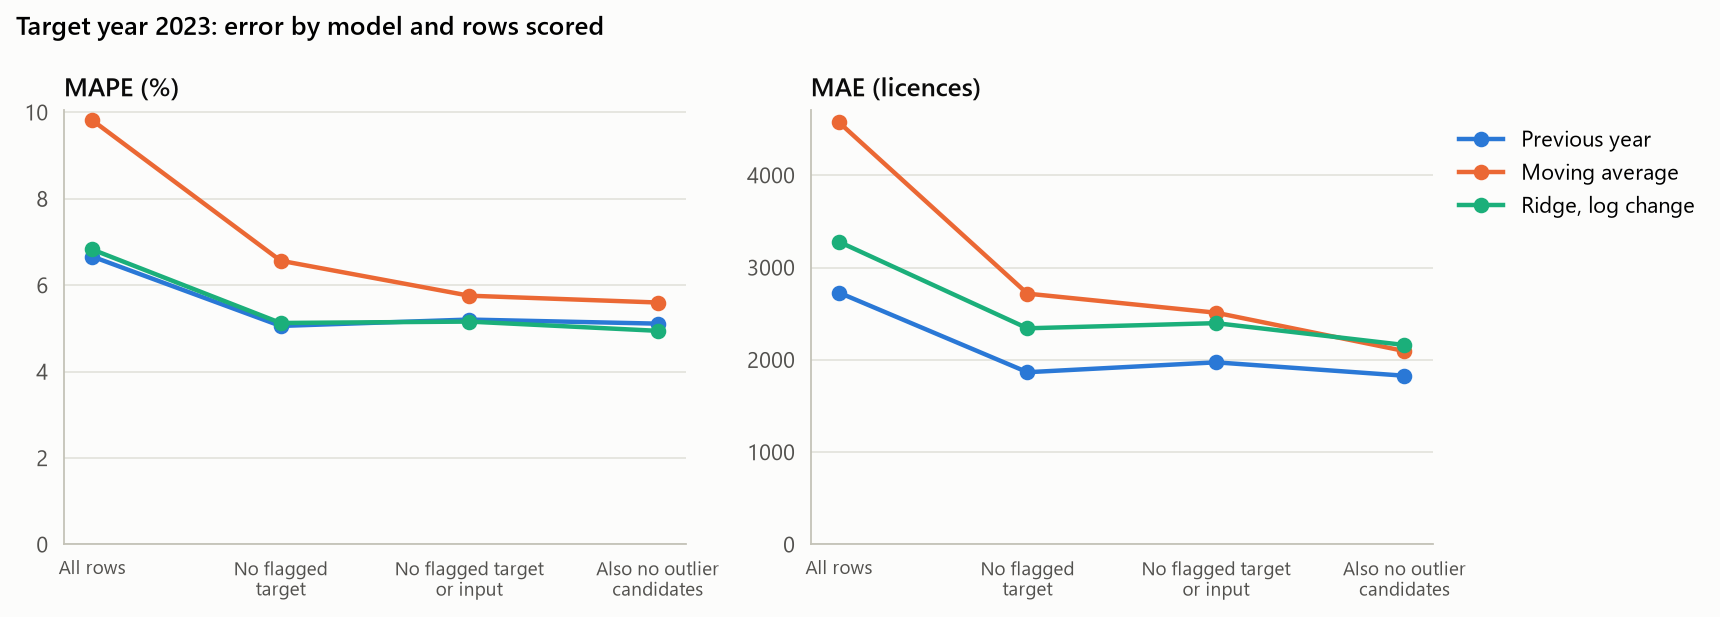 Target year 2023: error by model and rows scored
MAPE (%)
10
8
6
4
2
0
All rows
No flagged
target
No flagged target
or input
Also no outlier
candidates
MAE (licences)
4000
3000
2000
1000
0
All rows
No flagged
target
No flagged target
or input
Also no outlier
candidates
Previous year
Moving average
Ridge, log change